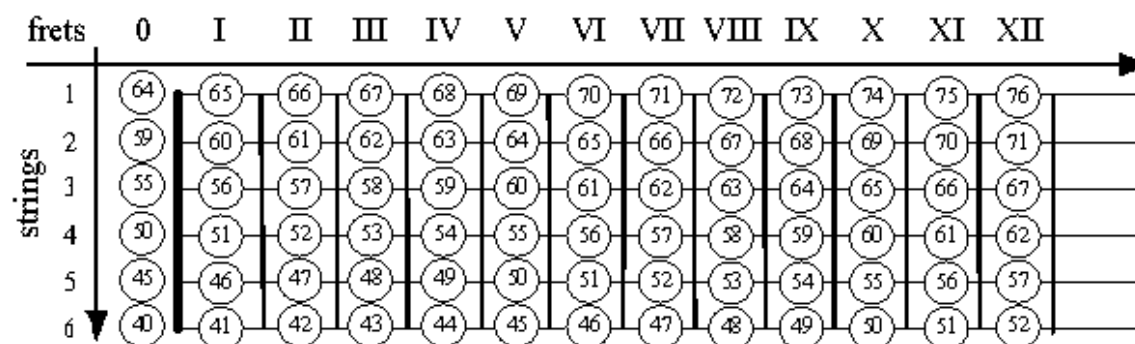 frets 0 I II III IV V VI VII VIII IX X XI XII
1 64 65 66 67 68 69 70 71 72 73 74 75 76
2 59 60 61 62 63 64 65 66 67 68 69 70 71
3 55 56 57 58 59 60 61 62 63 64 65 66 67
4 50 51 52 53 54 55 56 57 58 59 60 61 62
5 45 46 47 48 49 50 51 52 53 54 55 56 57
6 40 41 42 43 44 45 46 47 48 49 50 51 52
strings